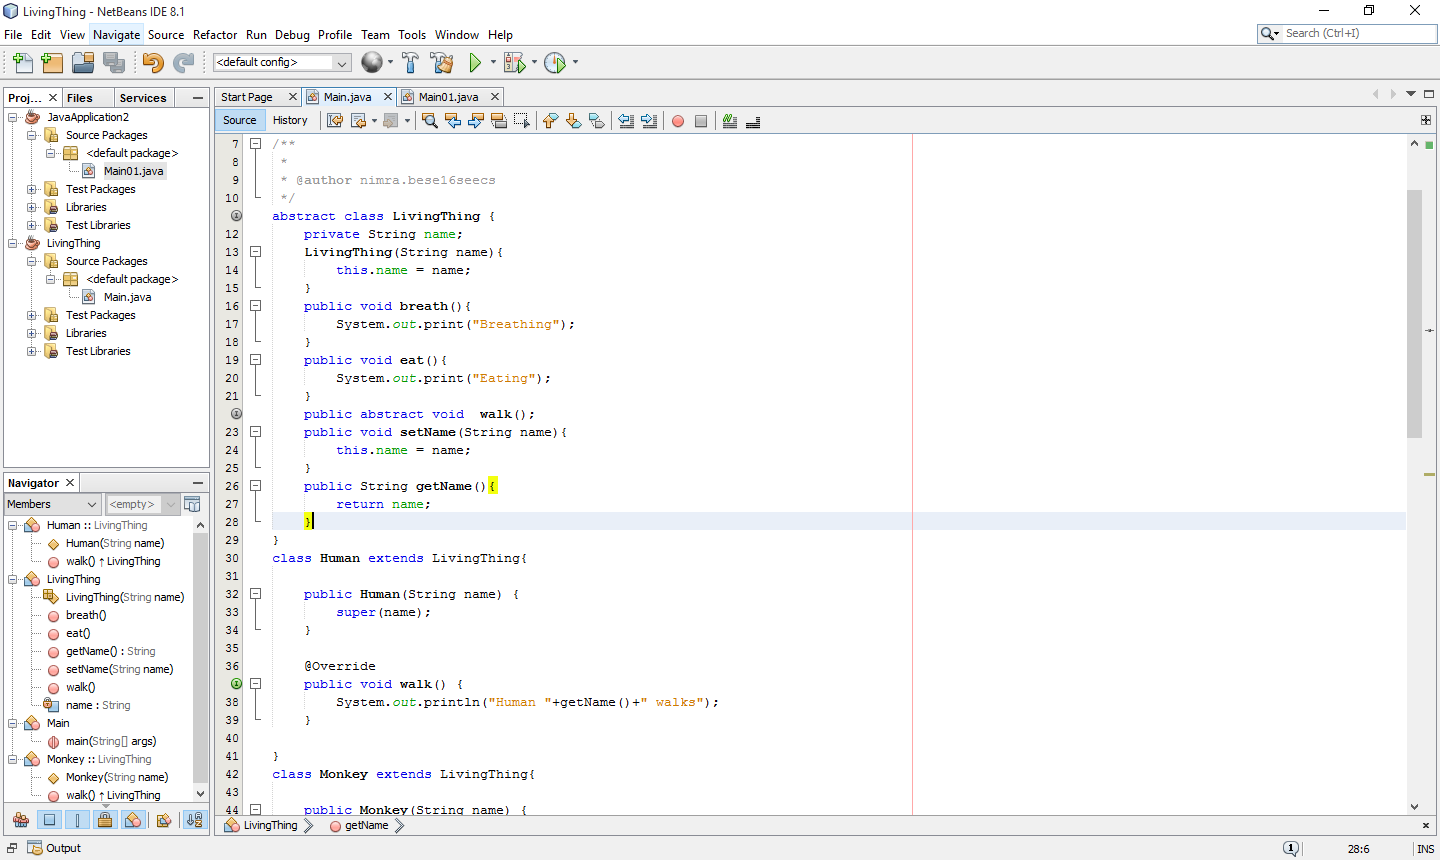 LivingThing - NetBeans IDE 8.1
File Edit View Navigate Source Refactor Run Debug Profile Team Tools Window Help
Search (Ctrl+I)
<default config>
Proj... Files Services
JavaApplication2
Source Packages
<default package>
Main01.java
Test Packages
Libraries
Test Libraries
LivingThing
Source Packages
<default package>
Main.java
Test Packages
Libraries
Test Libraries
Navigator
Members <empty>
Human :: LivingThing
Human(String name)
walk() ↑ LivingThing
LivingThing
LivingThing(String name)
breath()
eat()
getName() : String
setName(String name)
walk()
name : String
Main
main(String[] args)
Monkey :: LivingThing
Monkey(String name)
walk() ↑ LivingThing
Start Page Main.java Main01.java
Source History
7 /**
8 *
9 * @author nimra.bese16seecs
10 */
abstract class LivingThing {
12 private String name;
13 LivingThing(String name){
14 this.name = name;
15 }
16 public void breath(){
17 System.out.print("Breathing");
18 }
19 public void eat(){
20 System.out.print("Eating");
21 }
public abstract void  walk();
23 public void setName(String name){
24 this.name = name;
25 }
26 public String getName(){
27 return name;
28 }
29 }
30 class Human extends LivingThing{
31
32 public Human(String name) {
33 super(name);
34 }
35
36 @Override
public void walk() {
38 System.out.println("Human "+getName()+" walks");
39 }
40
41 }
42 class Monkey extends LivingThing{
43
44 public Monkey(String name) {
LivingThing getName
Output
1 28:6 INS